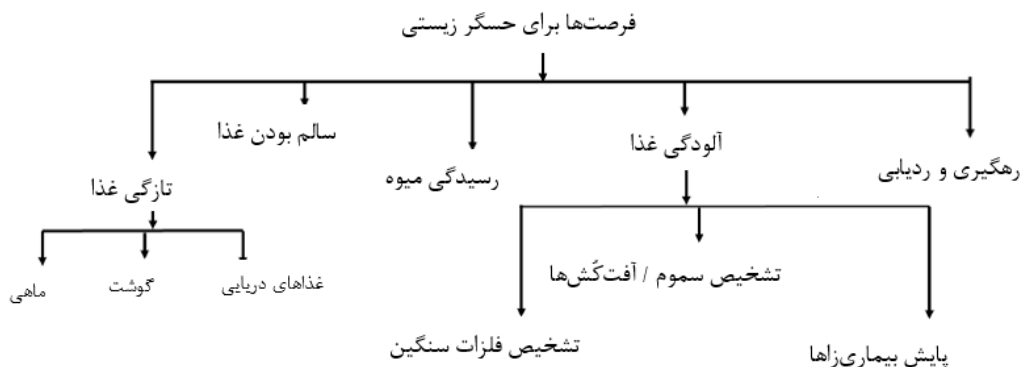 فرصت‌ها برای حسگر زیستی
رهگیری و ردیابی
آلودگی غذا
رسیدگی میوه
سالم بودن غذا
تازگی غذا
پایش بیماری‌زاها
تشخیص سموم / آفت‌کُش‌ها
تشخیص فلزات سنگین
غذاهای دریایی
گوشت
ماهی